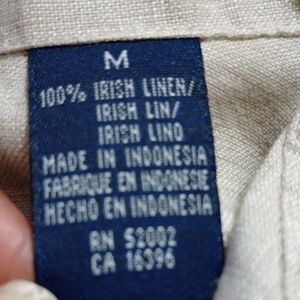 M
100% IRISH LINEN/
IRISH LIN/
IRISH LINO
MADE IN INDONESIA
FABRIQUE EN INDONESIE
HECHO EN INDONESIA
RN 52002
CA 16396